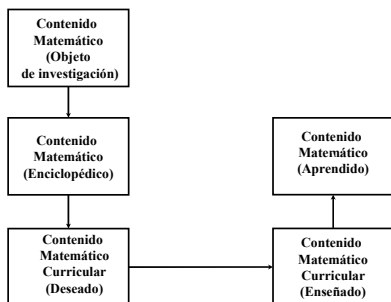 Contenido
Matemático
(Objeto
de investigación)
Contenido
Matemático
(Enciclopédico)
Contenido
Matemático
(Aprendido)
Contenido
Matemático
Curricular
(Deseado)
Contenido
Matemático
Curricular
(Enseñado)